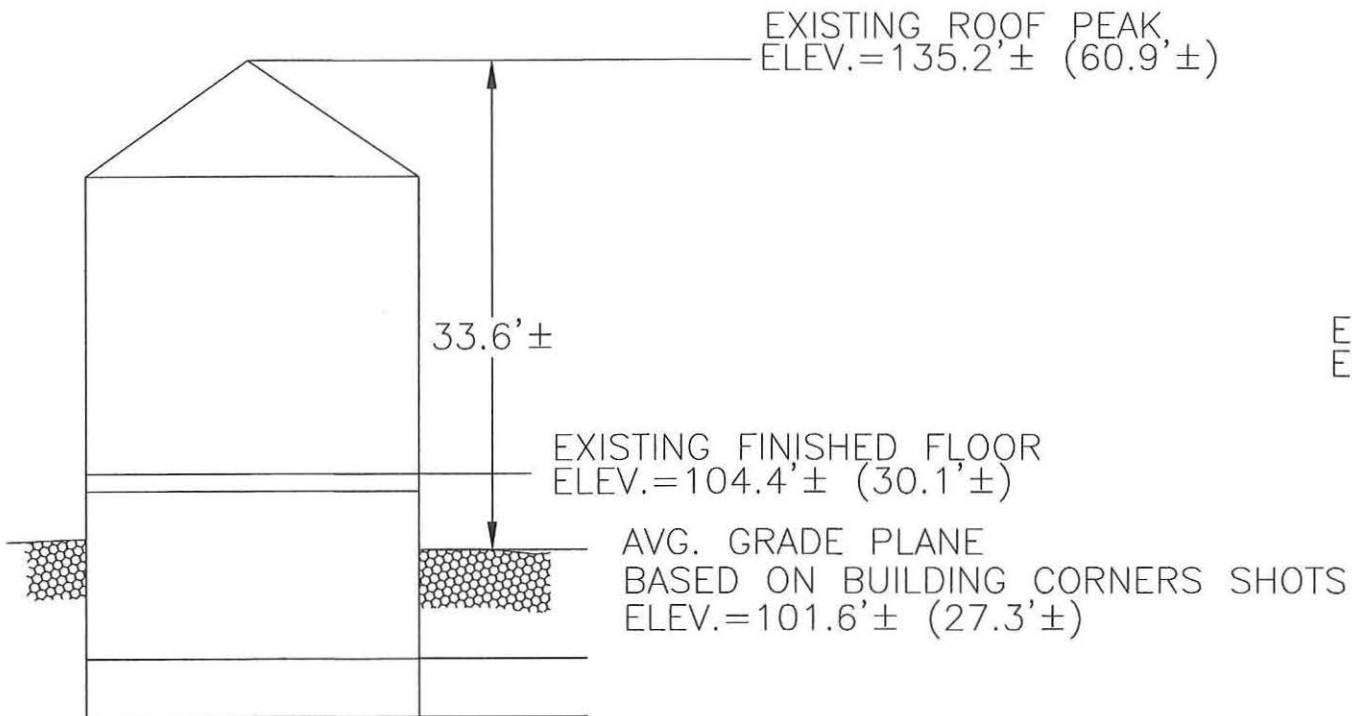 EXISTING ROOF PEAK
ELEV.=135.2'± (60.9'±)
33.6'±
E
E
EXISTING FINISHED FLOOR
ELEV.=104.4'± (30.1'±)
AVG. GRADE PLANE
BASED ON BUILDING CORNERS SHOTS
ELEV.=101.6'± (27.3'±)